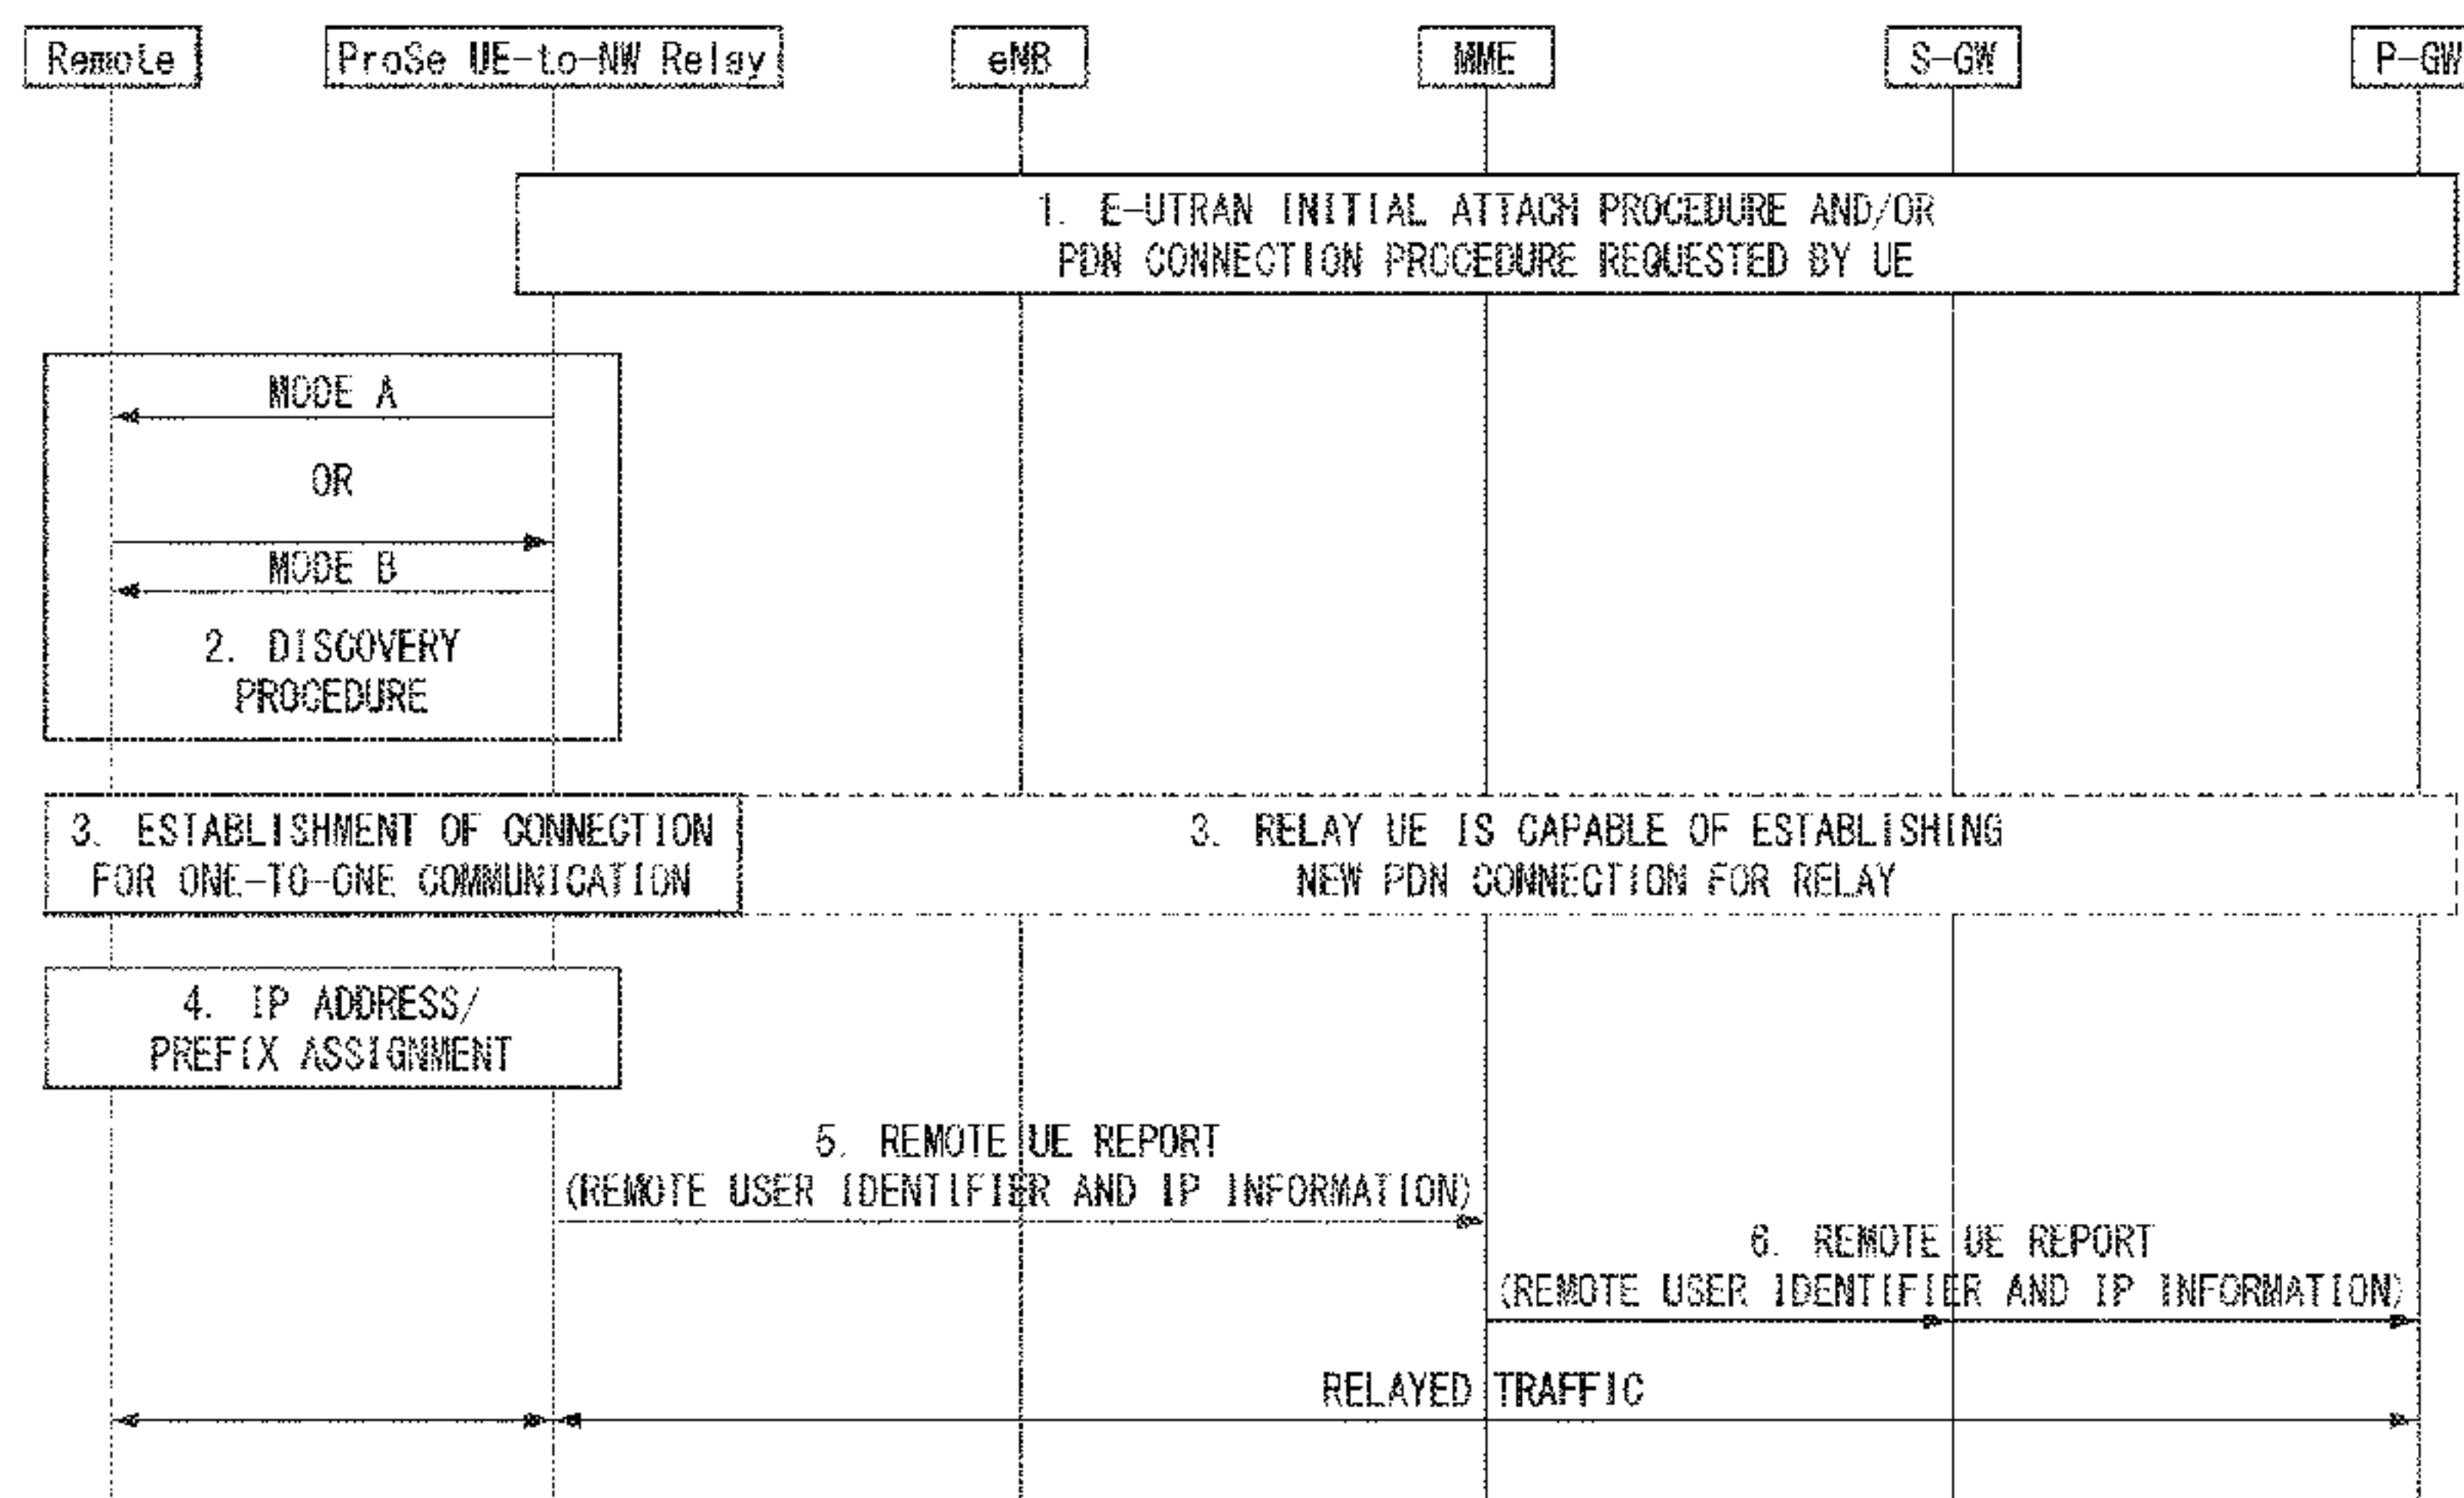 Remote
ProSe UE-to-NW Relay
eNB
MME
S-GW
P-GW
1. E-UTRAN INITIAL ATTACH PROCEDURE AND/OR
PDN CONNECTION PROCEDURE REQUESTED BY UE
MODE A
OR
MODE B
2. DISCOVERY
PROCEDURE
3. ESTABLISHMENT OF CONNECTION
FOR ONE-TO-ONE COMMUNICATION
3. RELAY UE IS CAPABLE OF ESTABLISHING
NEW PDN CONNECTION FOR RELAY
4. IP ADDRESS/
PREFIX ASSIGNMENT
5. REMOTE UE REPORT
(REMOTE USER IDENTIFIER AND IP INFORMATION)
6. REMOTE UE REPORT
(REMOTE USER IDENTIFIER AND IP INFORMATION)
RELAYED TRAFFIC